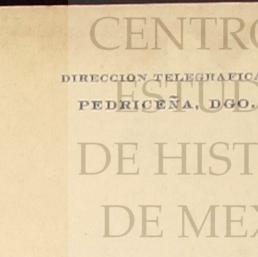 CENTRO
DIRECCION TELEGRAFICA
ESTUD
PEDRICEÑA, DGO.
DE HIST
DE MEX